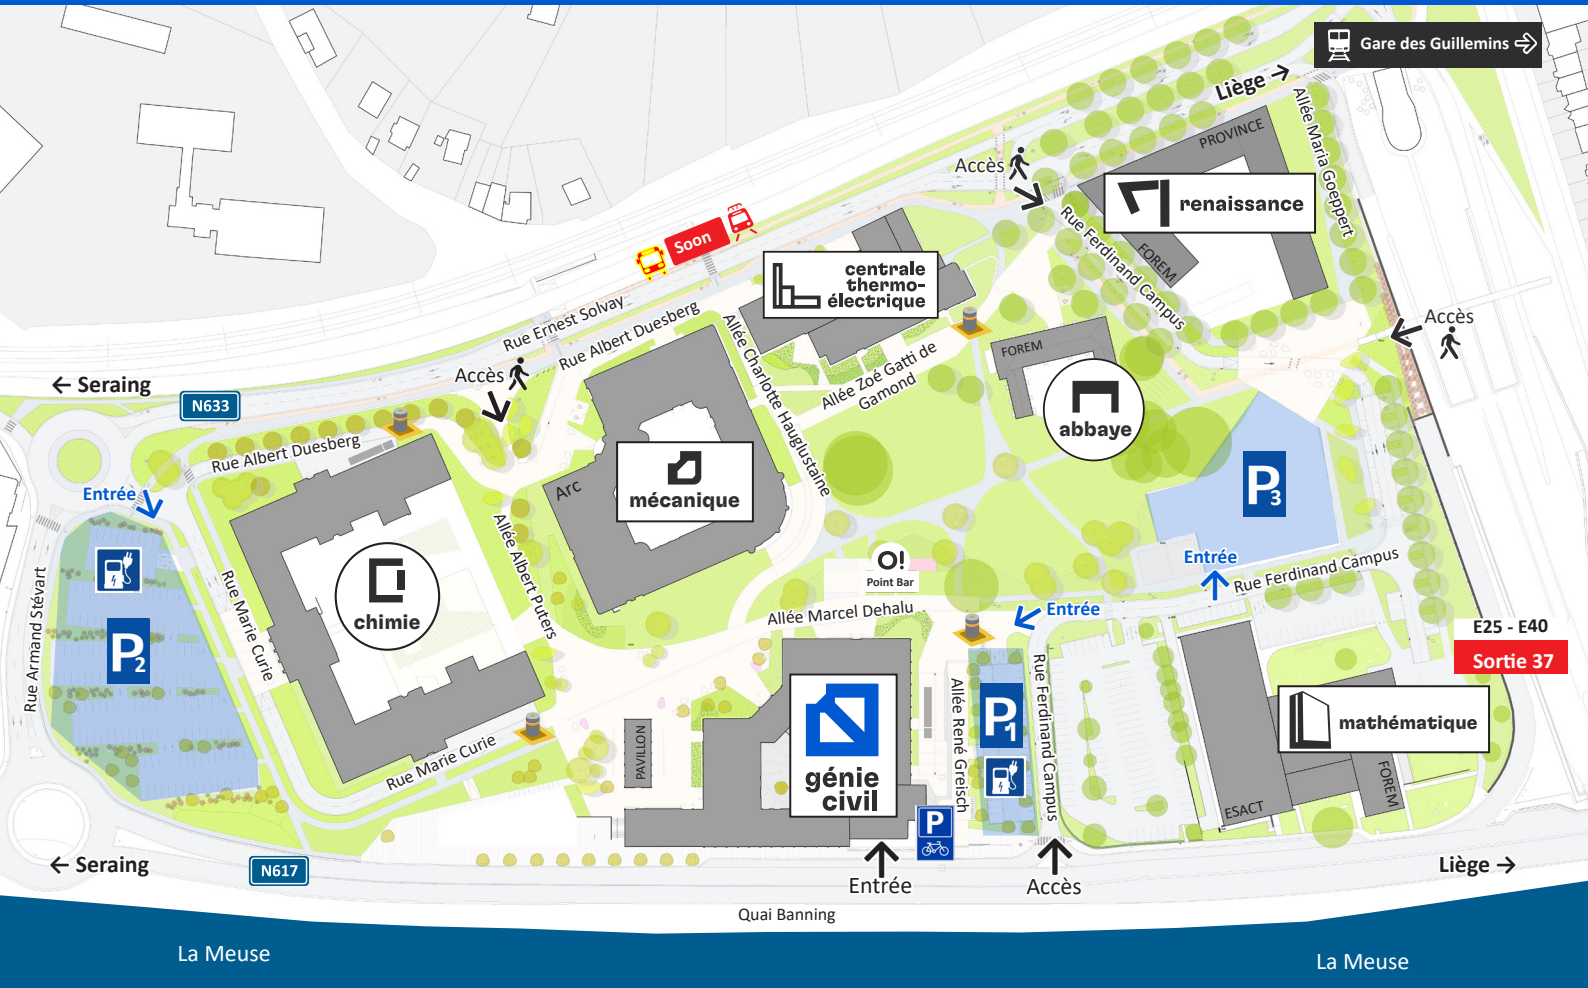 Gare des Guillemins
Liège →
Allée Maria Goeppert
PROVINCE
Accès
renaissance
Rue Ferdinand Campus
FOREM
Soon
centrale
thermo-
électrique
Accès
Rue Ernest Solvay
Rue Albert Duesberg
Allée Charlotte Hauglustaine
FOREM
Allée Zoé Gatti de
Gamond
← Seraing
N633
Accès
abbaye
Rue Albert Duesberg
mécanique
Arc
P3
Entrée
Allée Albert Puters
O!
Point Bar
Entrée
Rue Ferdinand Campus
Rue Armand Stévart
Rue Marie Curie
chimie
Allée Marcel Dehalu
Entrée
E25 - E40
Sortie 37
P2
Rue Ferdinand Campus
Allée René Greisch
P1
mathématique
PAVILLON
Rue Marie Curie
génie
civil
FOREM
ESACT
P
← Seraing
N617
Entrée
Accès
Liège →
Quai Banning
La Meuse
La Meuse